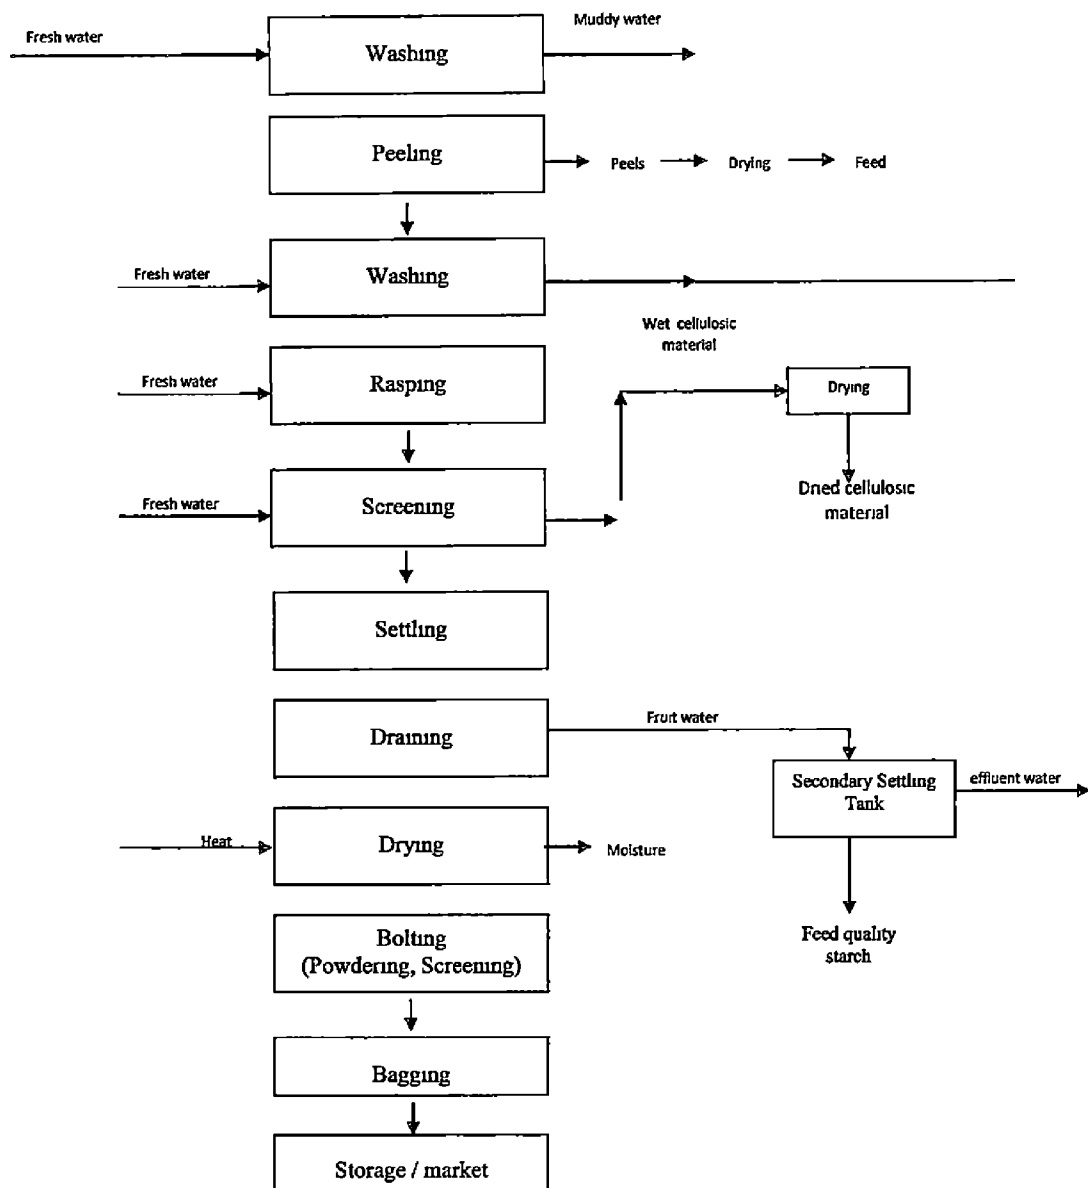 Fresh water
Washing
Muddy water
Peeling
Peels
Drying
Feed
Fresh water
Washing
Wet cellulosic
material
Fresh water
Rasping
Drying
Fresh water
Screening
Dried cellulosic
material
Settling
Draining
Fruit water
Secondary Settling
Tank
effluent water
Heat
Drying
Moisture
Bolting
(Powdering, Screening)
Feed quality
starch
Bagging
Storage / market